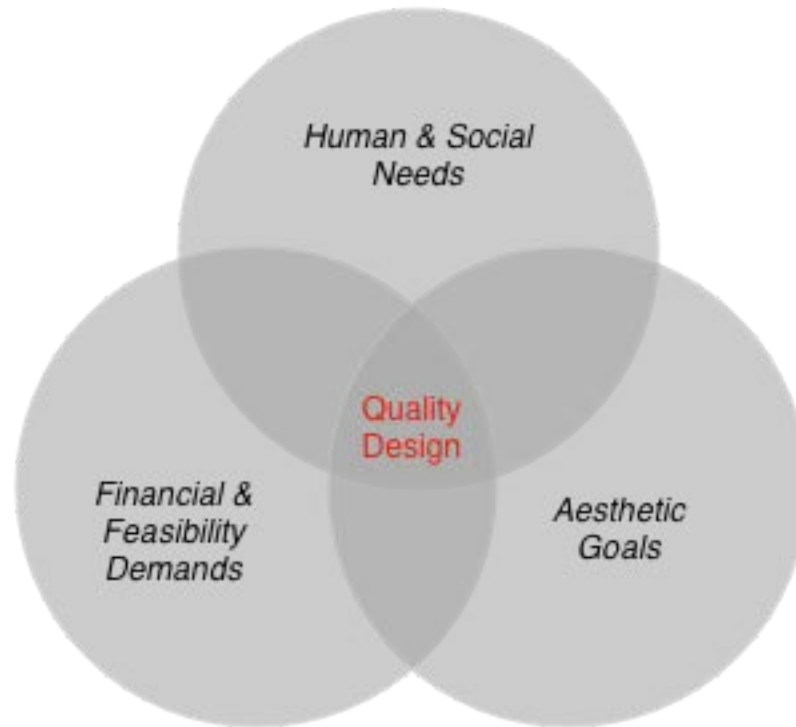 Human & Social
Needs
Quality
Design
Financial &
Feasibility
Demands
Aesthetic
Goals